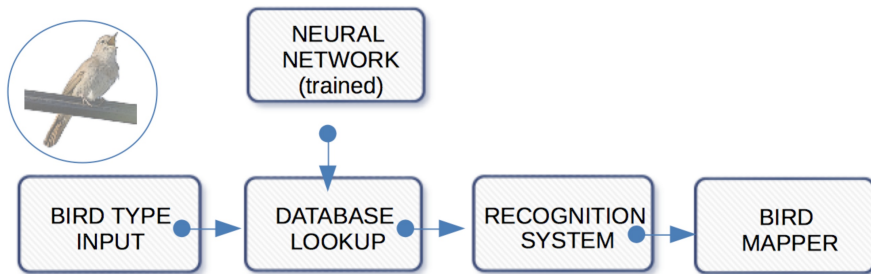 NEURAL
NETWORK
(trained)
BIRD TYPE
INPUT
DATABASE
LOOKUP
RECOGNITION
SYSTEM
BIRD
MAPPER